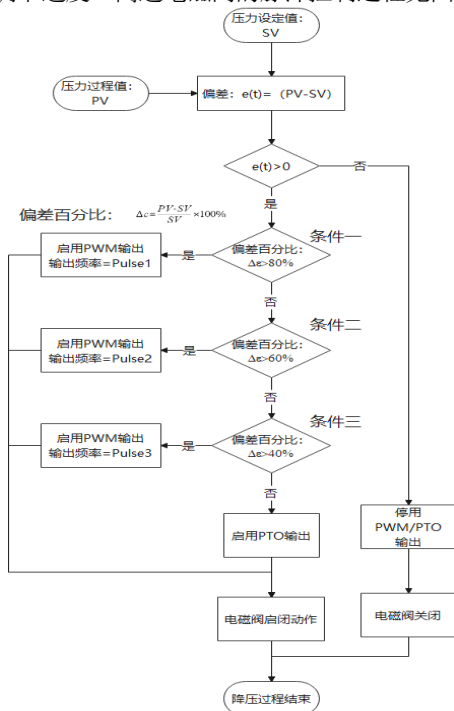 压力设定值：
SV
压力过程值：
PV
偏差：e(t)=（PV-SV）
e(t)>0
否
是
偏差百分比：
Δε=PV-SV/SV×100%
条件一
启用PWM输出
输出频率=Pulse1
是
偏差百分比：
Δε>80%
否
条件二
启用PWM输出
输出频率=Pulse2
是
偏差百分比：
Δε>60%
否
条件三
启用PWM输出
输出频率=Pulse3
是
偏差百分比：
Δε>40%
否
启用PTO输出
停用
PWM/PTO
输出
电磁阀启闭动作
电磁阀关闭
降压过程结束